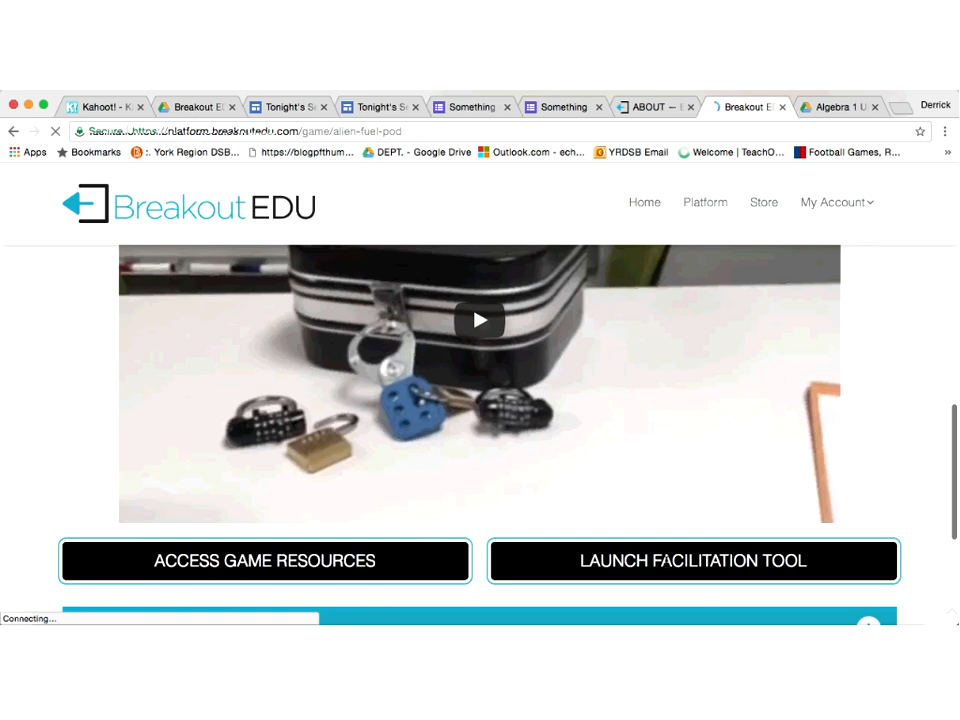 Kahoot! - K
Breakout E
Tonight's S
Tonight's S
Something
Something
ABOUT — E
Breakout E
Algebra 1 U
Derrick
Secure https://platform.breakoutedu.com/game/alien-fuel-pod
Apps
Bookmarks
:. York Region DSB...
https://blogpfthum...
DEPT. - Google Drive
Outlook.com - ech...
YRDSB Email
Welcome | TeachO...
Football Games, R...
»
Breakout EDU
Home
Platform
Store
My Account
ACCESS GAME RESOURCES
LAUNCH FACILITATION TOOL
Connecting...